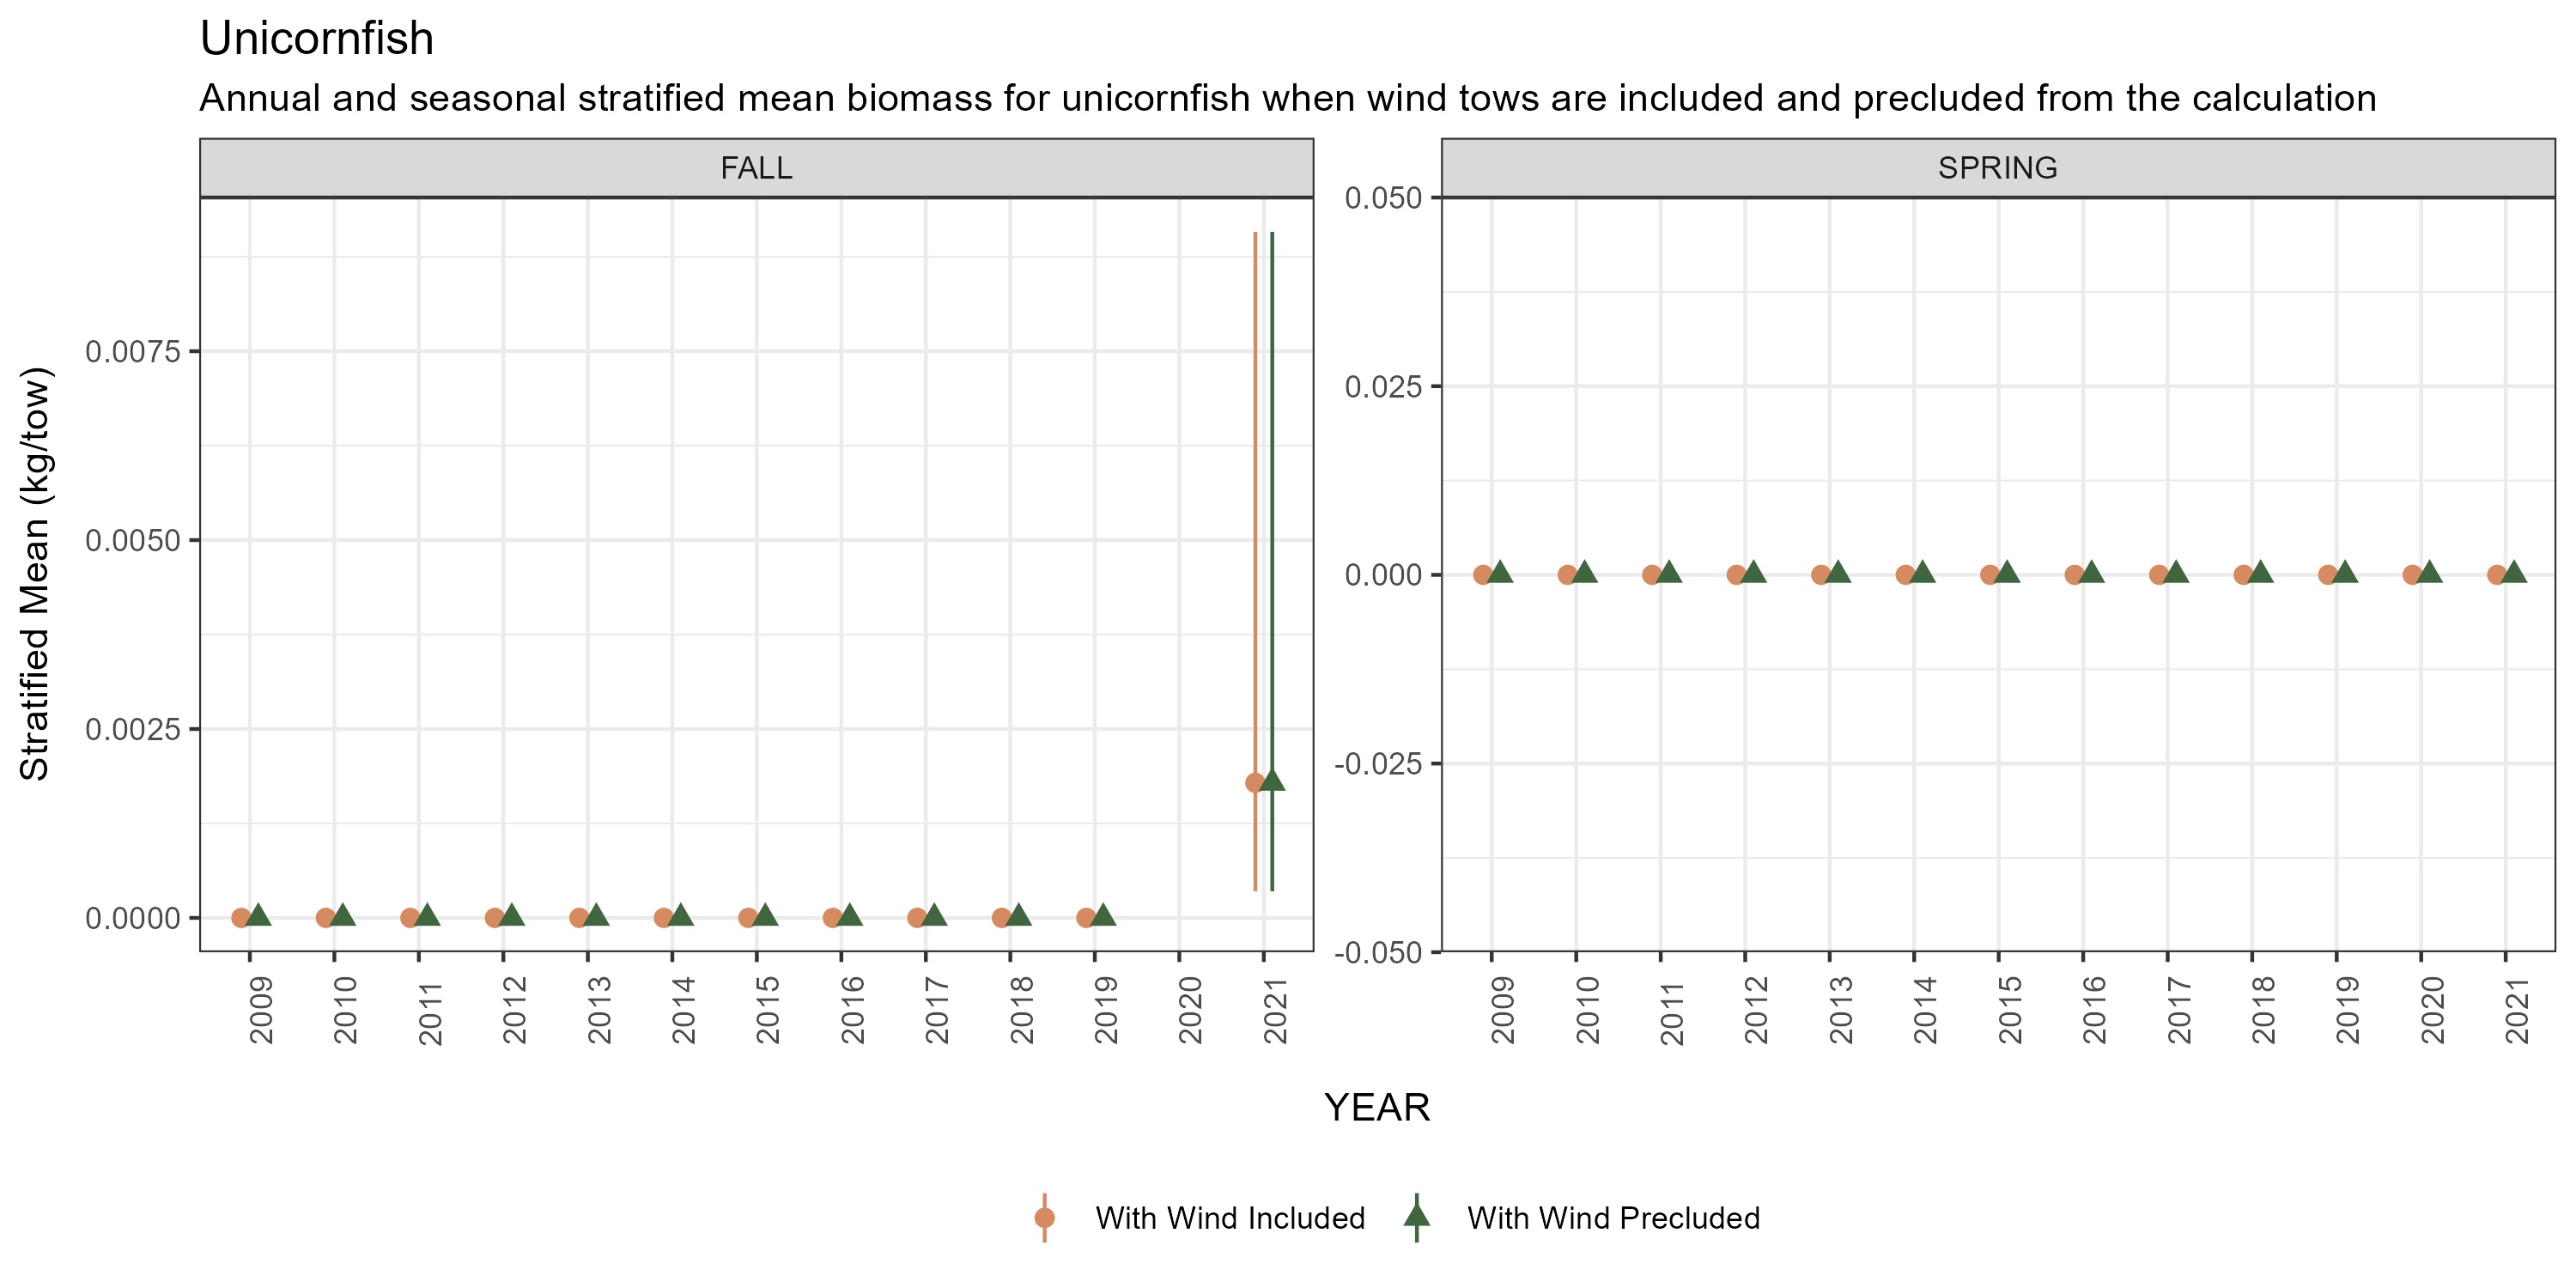 Unicornfish
Annual and seasonal stratified mean biomass for unicornfish when wind tows are included and precluded from the calculation
FALL
SPRING
Stratified Mean (kg/tow)
0.0075
0.0050
0.0025
0.0000
0.050
0.025
0.000
-0.025
-0.050
2009 2010 2011 2012 2013 2014 2015 2016 2017 2018 2019 2020 2021
2009 2010 2011 2012 2013 2014 2015 2016 2017 2018 2019 2020 2021
YEAR
With Wind Included
With Wind Precluded